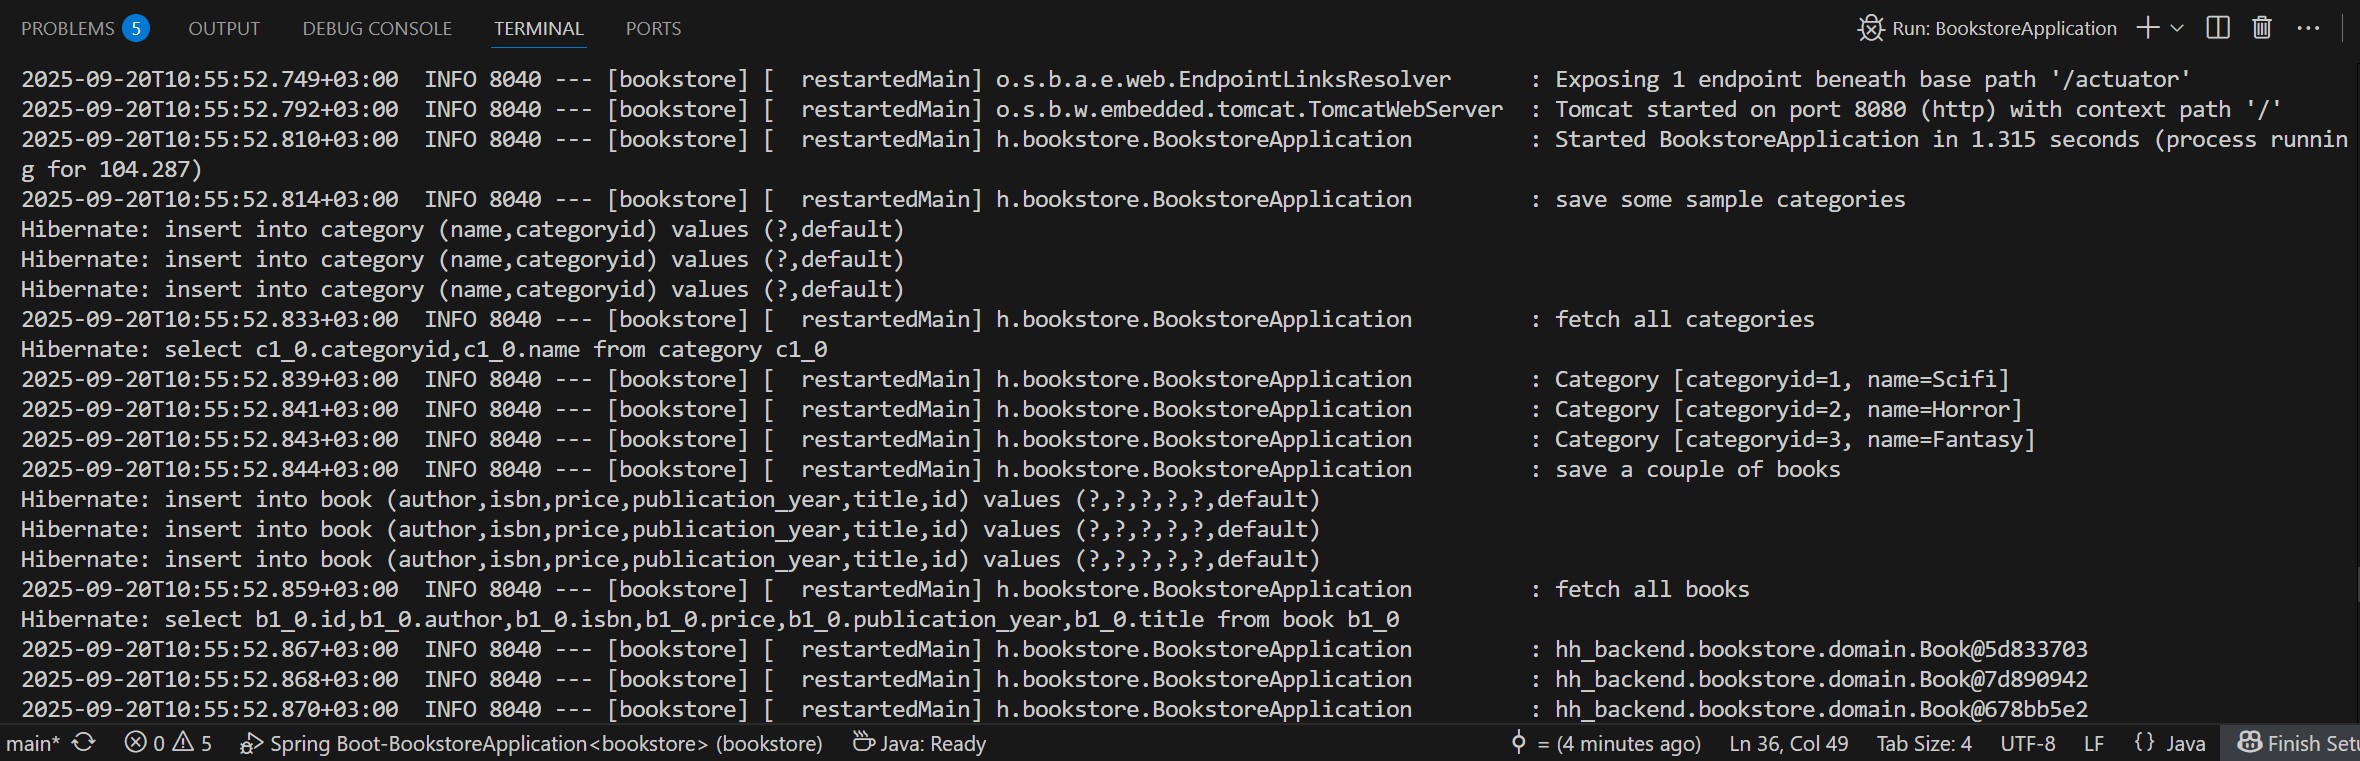 PROBLEMS 5 OUTPUT DEBUG CONSOLE TERMINAL PORTS Run: BookstoreApplication
2025-09-20T10:55:52.749+03:00  INFO 8040 --- [bookstore] [  restartedMain] o.s.b.a.e.web.EndpointLinksResolver      : Exposing 1 endpoint beneath base path '/actuator'
2025-09-20T10:55:52.792+03:00  INFO 8040 --- [bookstore] [  restartedMain] o.s.b.w.embedded.tomcat.TomcatWebServer  : Tomcat started on port 8080 (http) with context path '/'
2025-09-20T10:55:52.810+03:00  INFO 8040 --- [bookstore] [  restartedMain] h.bookstore.BookstoreApplication         : Started BookstoreApplication in 1.315 seconds (process runnin
g for 104.287)
2025-09-20T10:55:52.814+03:00  INFO 8040 --- [bookstore] [  restartedMain] h.bookstore.BookstoreApplication         : save some sample categories
Hibernate: insert into category (name,categoryid) values (?,default)
Hibernate: insert into category (name,categoryid) values (?,default)
Hibernate: insert into category (name,categoryid) values (?,default)
2025-09-20T10:55:52.833+03:00  INFO 8040 --- [bookstore] [  restartedMain] h.bookstore.BookstoreApplication         : fetch all categories
Hibernate: select c1_0.categoryid,c1_0.name from category c1_0
2025-09-20T10:55:52.839+03:00  INFO 8040 --- [bookstore] [  restartedMain] h.bookstore.BookstoreApplication         : Category [categoryid=1, name=Scifi]
2025-09-20T10:55:52.841+03:00  INFO 8040 --- [bookstore] [  restartedMain] h.bookstore.BookstoreApplication         : Category [categoryid=2, name=Horror]
2025-09-20T10:55:52.843+03:00  INFO 8040 --- [bookstore] [  restartedMain] h.bookstore.BookstoreApplication         : Category [categoryid=3, name=Fantasy]
2025-09-20T10:55:52.844+03:00  INFO 8040 --- [bookstore] [  restartedMain] h.bookstore.BookstoreApplication         : save a couple of books
Hibernate: insert into book (author,isbn,price,publication_year,title,id) values (?,?,?,?,?,default)
Hibernate: insert into book (author,isbn,price,publication_year,title,id) values (?,?,?,?,?,default)
Hibernate: insert into book (author,isbn,price,publication_year,title,id) values (?,?,?,?,?,default)
2025-09-20T10:55:52.859+03:00  INFO 8040 --- [bookstore] [  restartedMain] h.bookstore.BookstoreApplication         : fetch all books
Hibernate: select b1_0.id,b1_0.author,b1_0.isbn,b1_0.price,b1_0.publication_year,b1_0.title from book b1_0
2025-09-20T10:55:52.867+03:00  INFO 8040 --- [bookstore] [  restartedMain] h.bookstore.BookstoreApplication         : hh_backend.bookstore.domain.Book@5d833703
2025-09-20T10:55:52.868+03:00  INFO 8040 --- [bookstore] [  restartedMain] h.bookstore.BookstoreApplication         : hh_backend.bookstore.domain.Book@7d890942
2025-09-20T10:55:52.870+03:00  INFO 8040 --- [bookstore] [  restartedMain] h.bookstore.BookstoreApplication         : hh_backend.bookstore.domain.Book@678bb5e2
main* 0 5 Spring Boot-BookstoreApplication<bookstore> (bookstore) Java: Ready = (4 minutes ago) Ln 36, Col 49 Tab Size: 4 UTF-8 LF {} Java Finish Setu